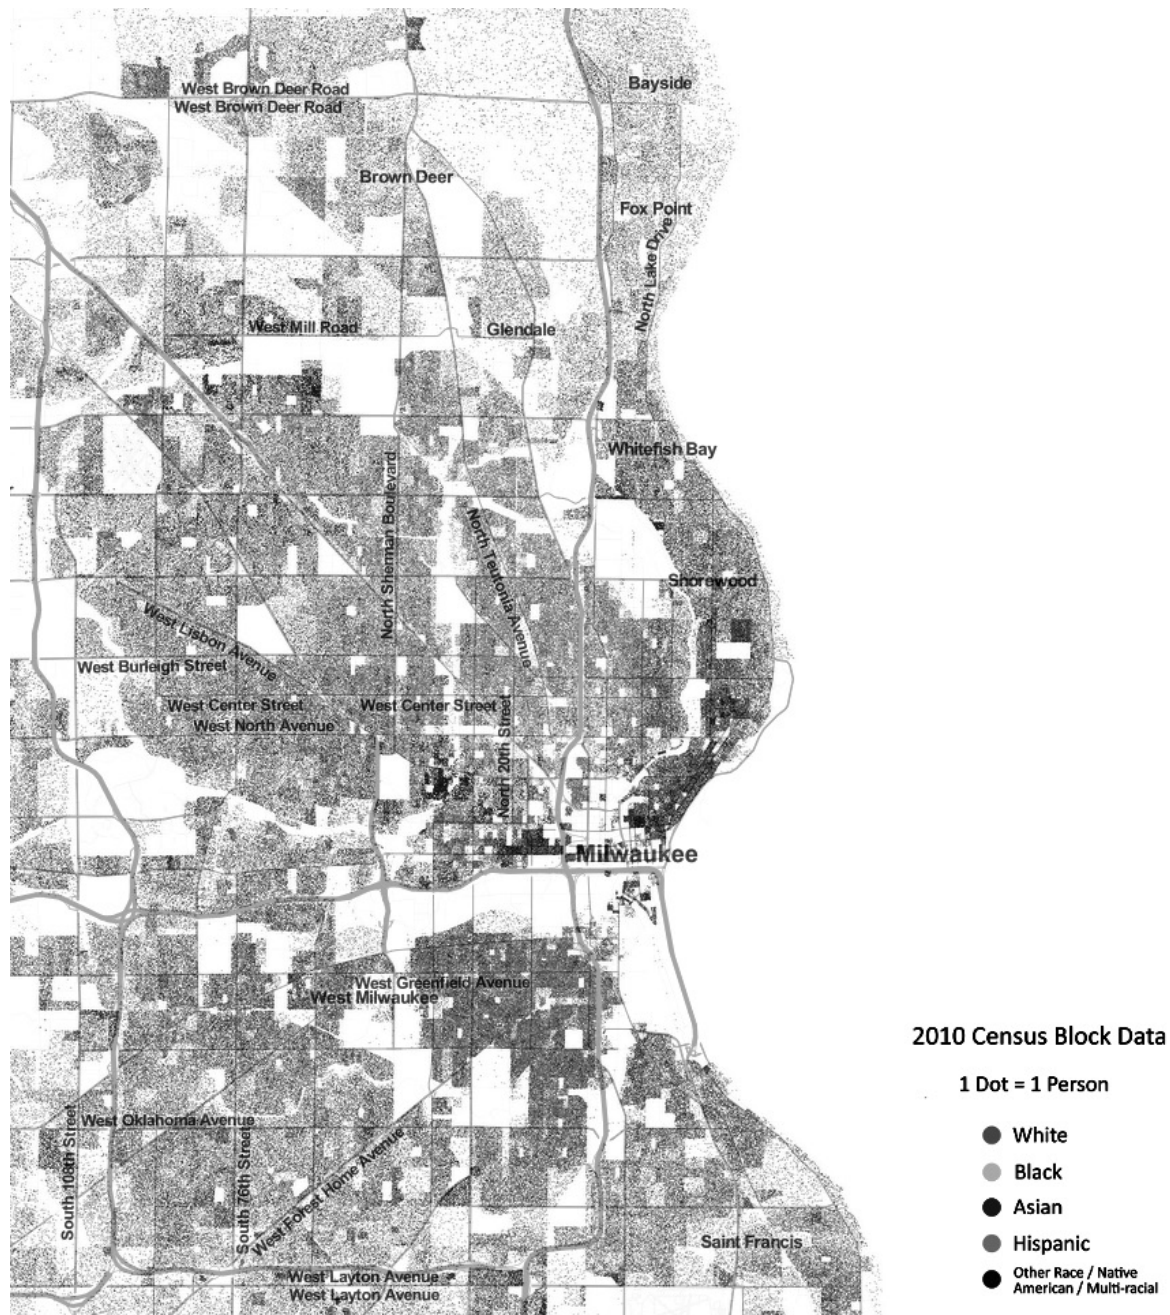 Bayside
West Brown Deer Road
West Brown Deer Road
Brown Deer
Fox Point
North Lake Drive
West Mill Road
Glendale
Whitefish Bay
North Sherman Boulevard
North Teutonia Avenue
Shorewood
West Lisbon Avenue
West Burleigh Street
West Center Street
West Center Street
West North Avenue
North 20th Street
Milwaukee
West Greenfield Avenue
West Milwaukee
2010 Census Block Data
1 Dot = 1 Person
South 108th Street
West Oklahoma Avenue
South 76th Street
West Forest Home Avenue
White
Black
Asian
Hispanic
Saint Francis
Other Race / Native
American / Multi-racial
West Layton Avenue
West Layton Avenue